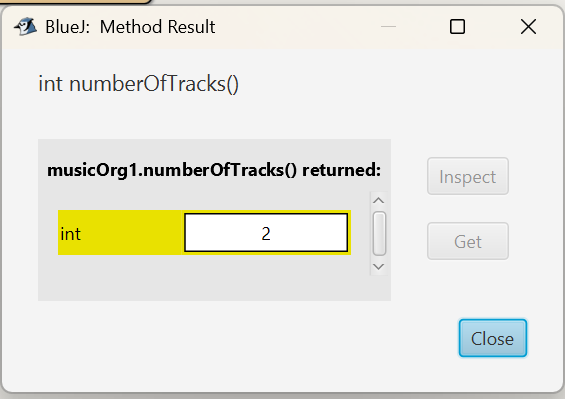 BlueJ:  Method Result
int numberOfTracks()
musicOrg1.numberOfTracks() returned:
int
2
Inspect
Get
Close